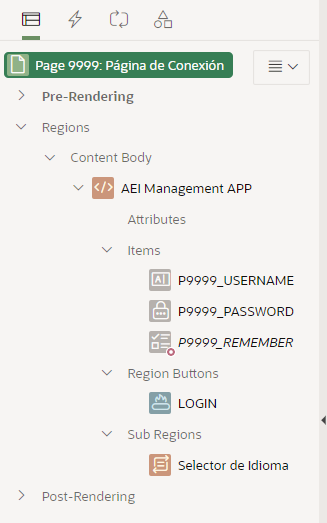 Page 9999: Página de Conexión
Pre-Rendering
Regions
Content Body
AEI Management APP
Attributes
Items
P9999_USERNAME
P9999_PASSWORD
P9999_REMEMBER
Region Buttons
LOGIN
Sub Regions
Selector de Idioma
Post-Rendering